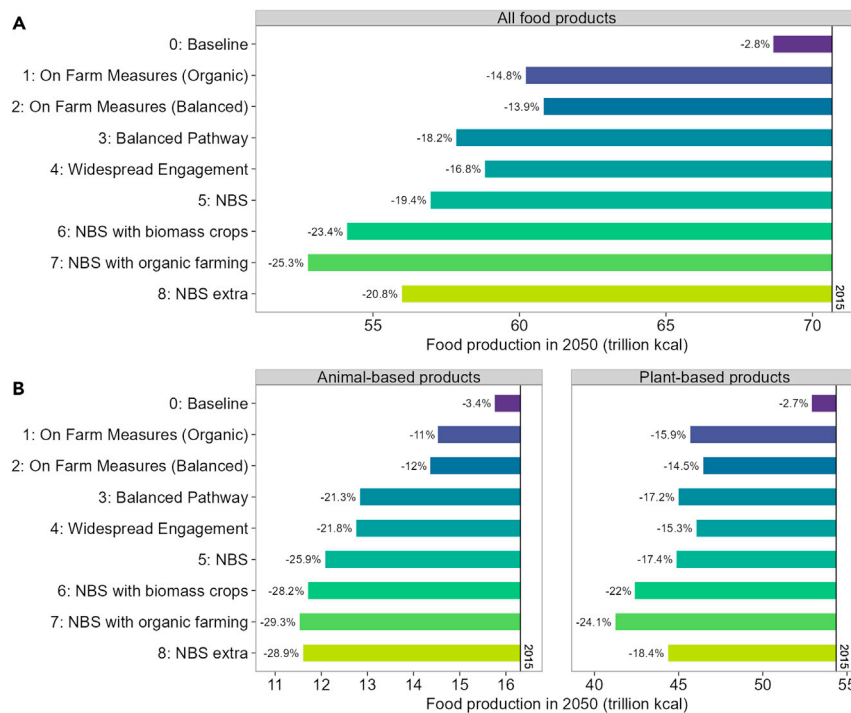 A
All food products
0: Baseline
-2.8%
1: On Farm Measures (Organic)
-14.8%
2: On Farm Measures (Balanced)
-13.9%
3: Balanced Pathway
-18.2%
4: Widespread Engagement
-16.8%
5: NBS
-19.4%
6: NBS with biomass crops
-23.4%
7: NBS with organic farming
-25.3%
8: NBS extra
-20.8%
2015
55 60 65 70
Food production in 2050 (trillion kcal)
B
Animal-based products Plant-based products
0: Baseline
-3.4% -2.7%
1: On Farm Measures (Organic)
-11% -15.9%
2: On Farm Measures (Balanced)
-12% -14.5%
3: Balanced Pathway
-21.3% -17.2%
4: Widespread Engagement
-21.8% -15.3%
5: NBS
-25.9% -17.4%
6: NBS with biomass crops
-28.2% -22%
7: NBS with organic farming
-29.3% -24.1%
8: NBS extra
-28.9% -18.4%
2015 2015
11 12 13 14 15 16 40 45 50 55
Food production in 2050 (trillion kcal)